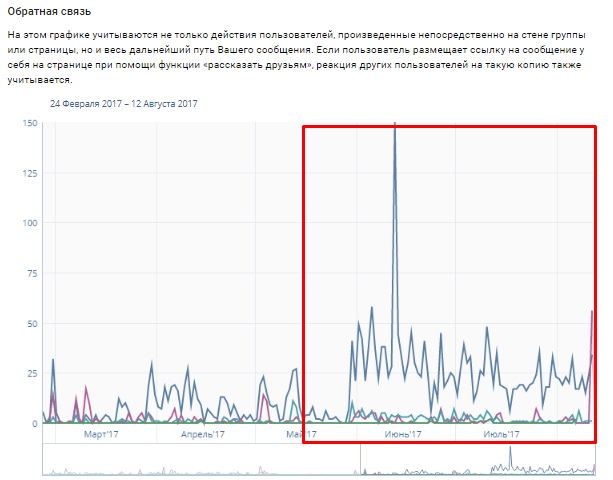 Обратная связь
На этом графике учитываются не только действия пользователей, произведенные непосредственно на стене группы
или страницы, но и весь дальнейший путь Вашего сообщения. Если пользователь размещает ссылку на сообщение у
себя на странице при помощи функции «рассказать друзьям», реакция других пользователей на такую копию также
учитывается.
24 Февраля 2017 – 12 Августа 2017
150
125
100
75
50
25
0
Март'17 Апрель'17 Май'17 Июнь'17 Июль'17